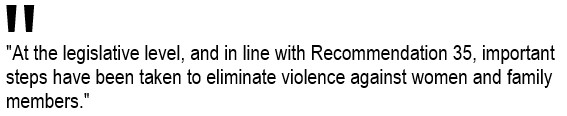 "
"At the legislative level, and in line with Recommendation 35, important
steps have been taken to eliminate violence against women and family
members."